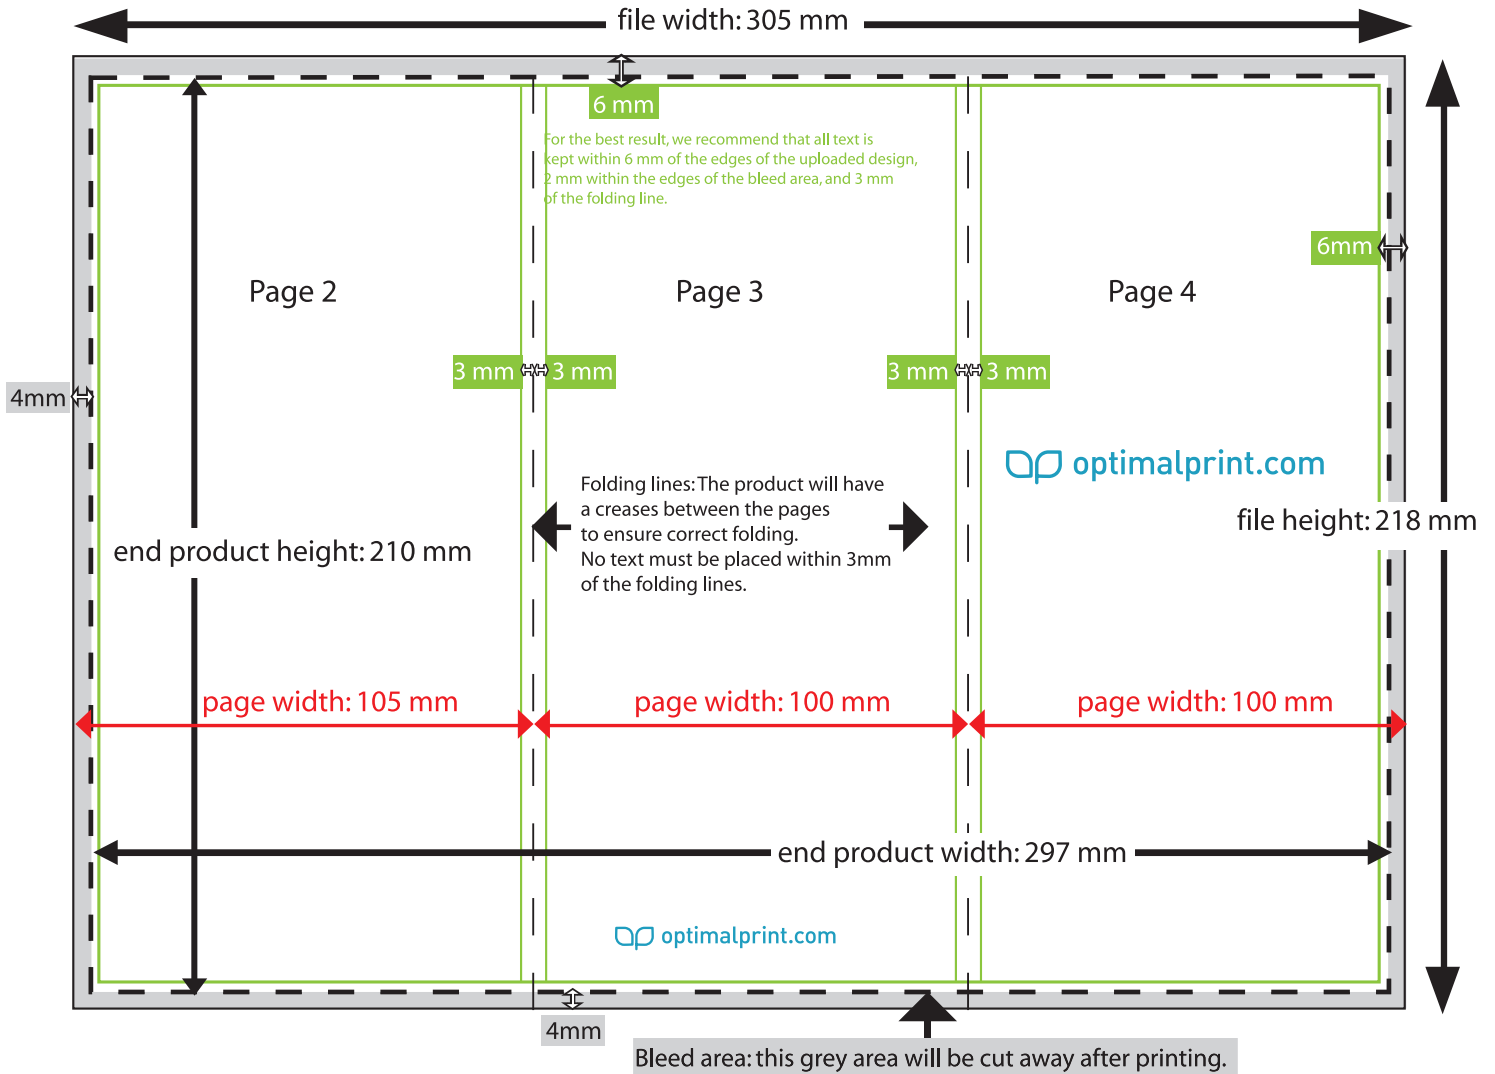 file width: 305 mm
6 mm
For the best result, we recommend that all text is
kept within 6 mm of the edges of the uploaded design,
2 mm within the edges of the bleed area, and 3 mm
of the folding line.
6mm
Page 2
Page 3
Page 4
3 mm
3 mm
3 mm
3 mm
4mm
optimalprint.com
Folding lines: The product will have
a creases between the pages
to ensure correct folding.
No text must be placed within 3mm
of the folding lines.
file height: 218 mm
end product height: 210 mm
page width: 105 mm
page width: 100 mm
page width: 100 mm
end product width: 297 mm
optimalprint.com
4mm
Bleed area: this grey area will be cut away after printing.